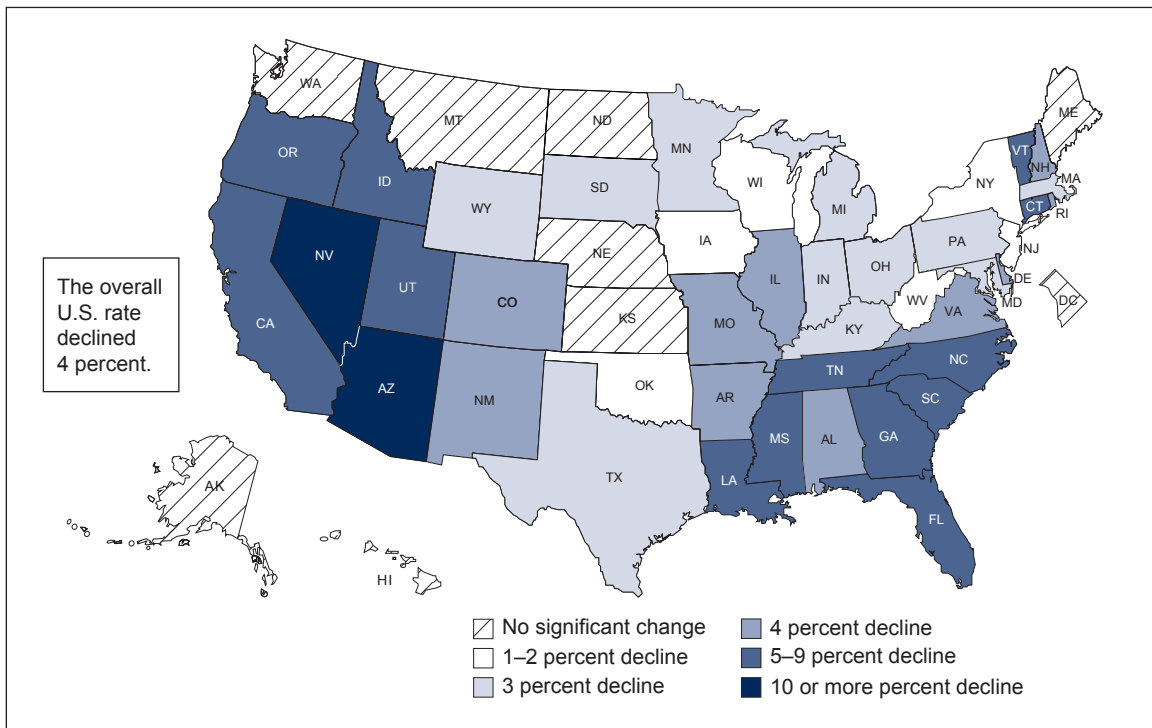 WA
MT
ND
MN
ME
OR
ID
SD
WI
NY
VT
NH
MA
WY
MI
CT
RI
IA
PA
NJ
NE
NV
UT
CO
IL
IN
OH
DE
MD
DC
The overall
U.S. rate
declined
4 percent.
CA
KS
MO
KY
WV
VA
AZ
NM
OK
AR
TN
NC
SC
MS
AL
GA
TX
LA
FL
AK
HI
No significant change
1–2 percent decline
3 percent decline
4 percent decline
5–9 percent decline
10 or more percent decline